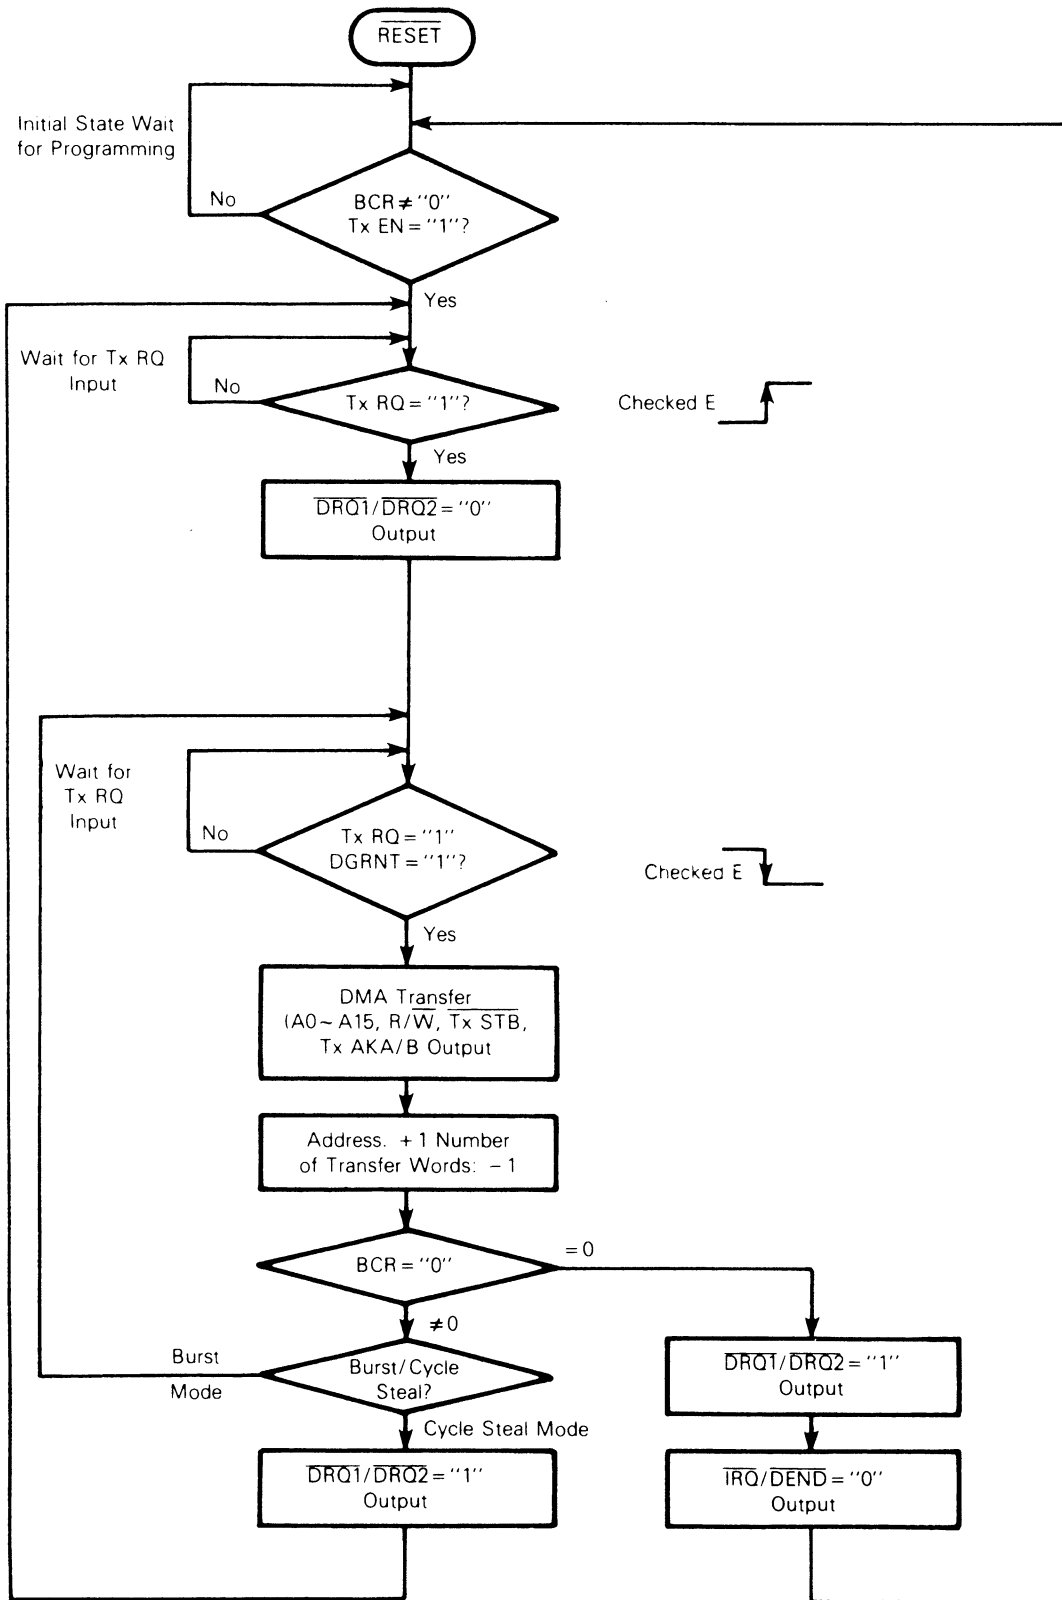 RESET
Initial State Wait
for Programming
No
BCR ≠ "0"
Tx EN = "1"?
Yes
Wait for Tx RQ
Input
No
Tx RQ = "1"?
Checked E
Yes
DRQ1/DRQ2 = "0"
Output
Wait for
Tx RQ
Input
No
Tx RQ = "1"
DGRNT = "1"?
Checked E
Yes
DMA Transfer
(A0~A15, R/W, Tx STB,
Tx AKA/B Output
Address. + 1 Number
of Transfer Words: - 1
BCR = "0"
= 0
≠0
Burst
Mode
Burst/Cycle
Steal?
DRQ1/DRQ2 = "1"
Output
Cycle Steal Mode
DRQ1/DRQ2 = "1"
Output
IRQ/DEND = "0"
Output